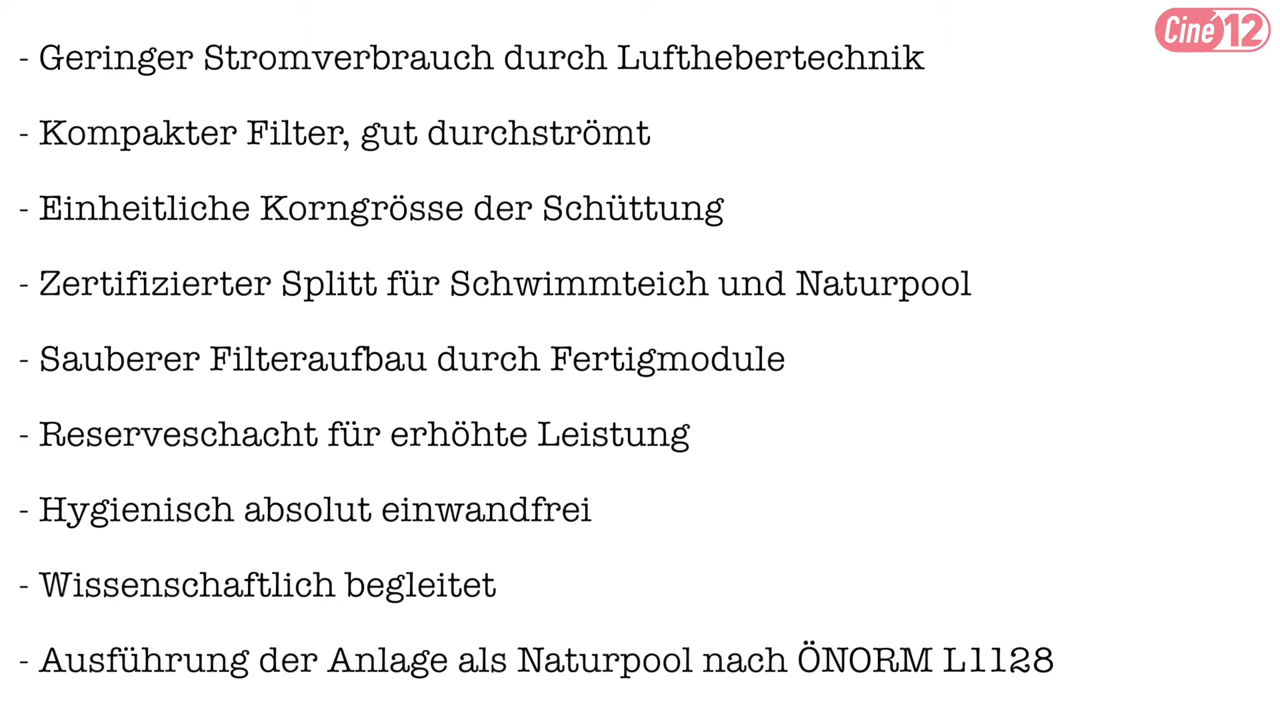 Ciné 12
- Geringer Stromverbrauch durch Lufthebertechnik
- Kompakter Filter, gut durchströmt
- Einheitliche Korngrösse der Schüttung
- Zertifizierter Splitt für Schwimmteich und Naturpool
- Sauberer Filteraufbau durch Fertigmodule
- Reserveschacht für erhöhte Leistung
- Hygienisch absolut einwandfrei
- Wissenschaftlich begleitet
- Ausführung der Anlage als Naturpool nach ÖNORM L1128